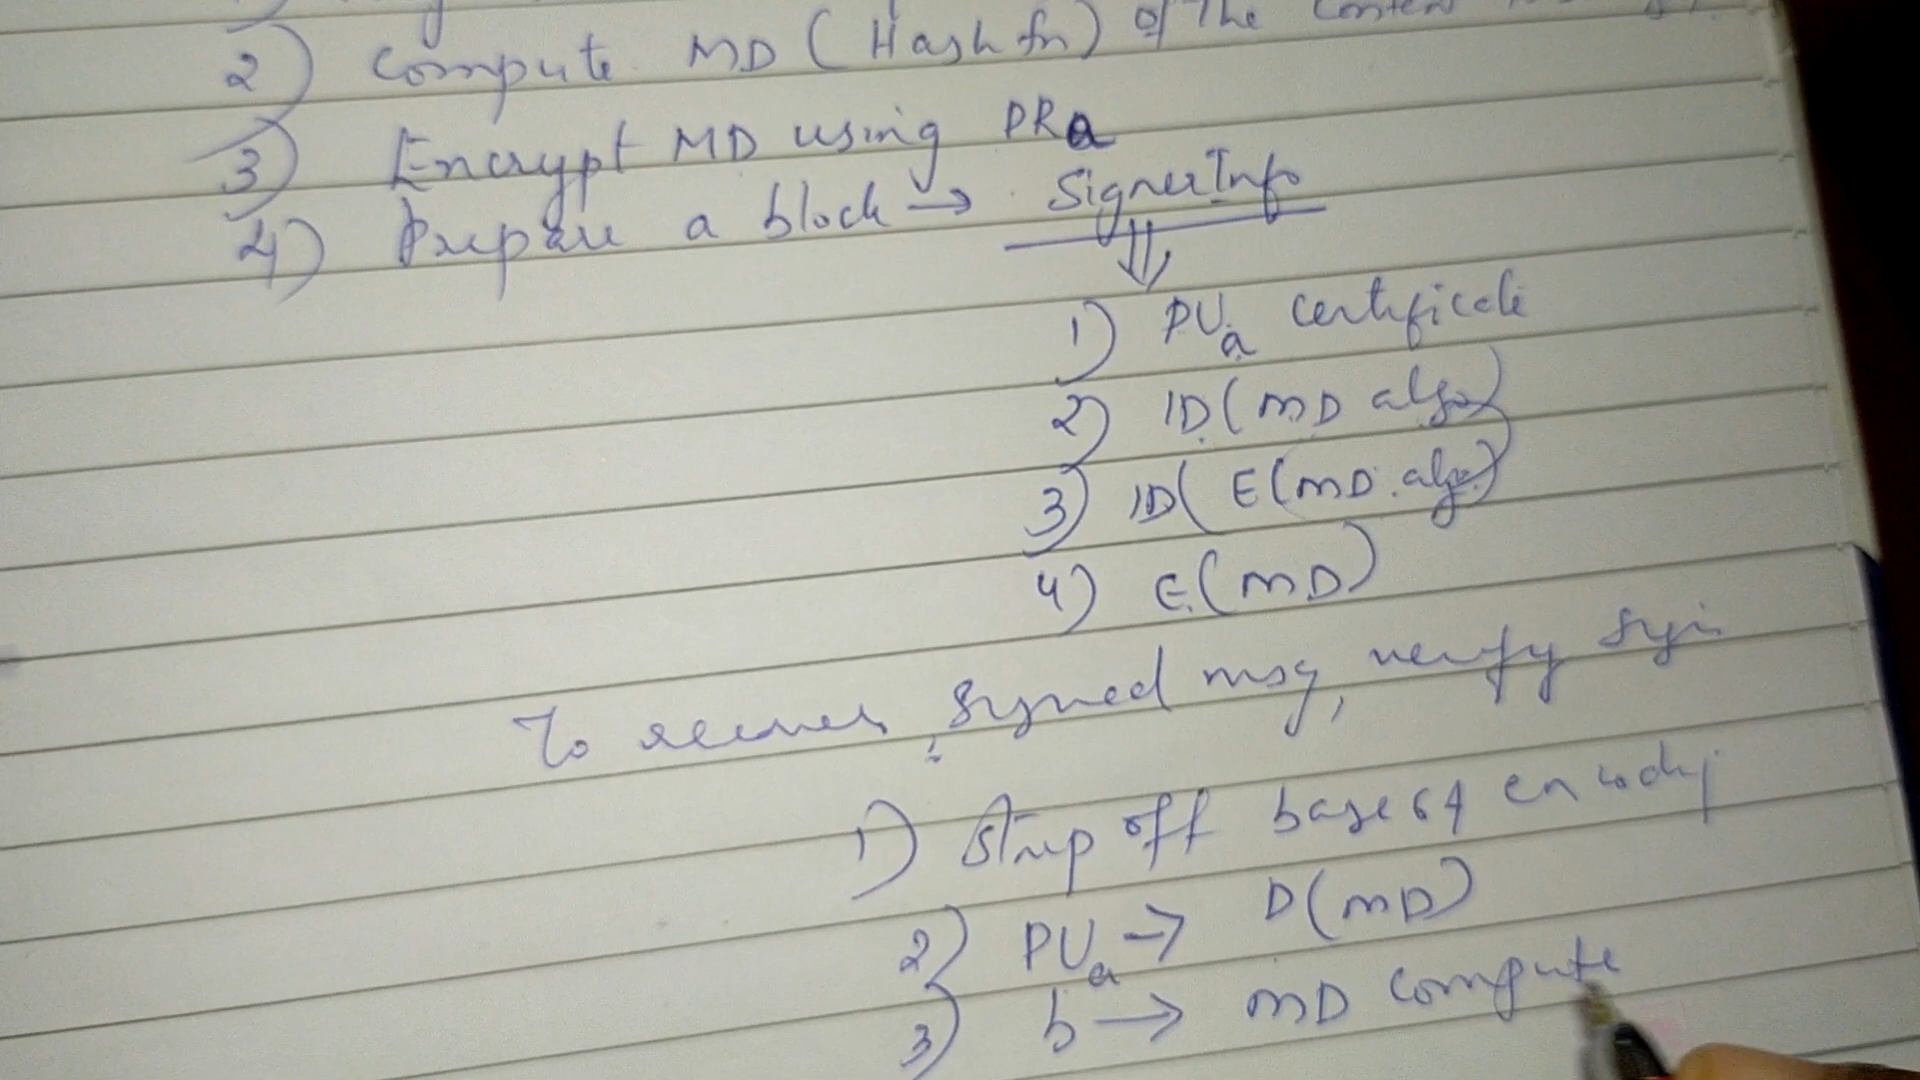 2) Compute MD (Hash fn) of The Content
3) Encrypt MD using PRa
4) Prepare a block → SignerInfo
1) PUa certificate
2) ID(MD algo)
3) ID(E(MD.algo)
4) E(MD)
To recover signed msg, verify sign
1) Strip off base64 encoding
2) PUa → D(MD)
3) b → MD compute